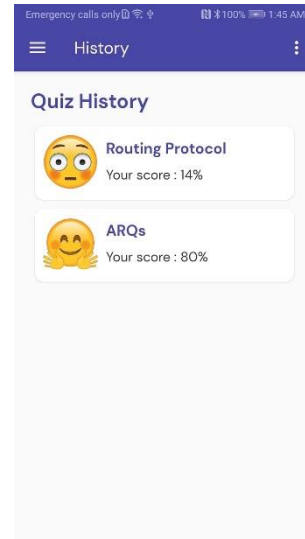 Emergency calls only 100% 1:45 AM
History
Quiz History
Routing Protocol
Your score : 14%
ARQs
Your score : 80%